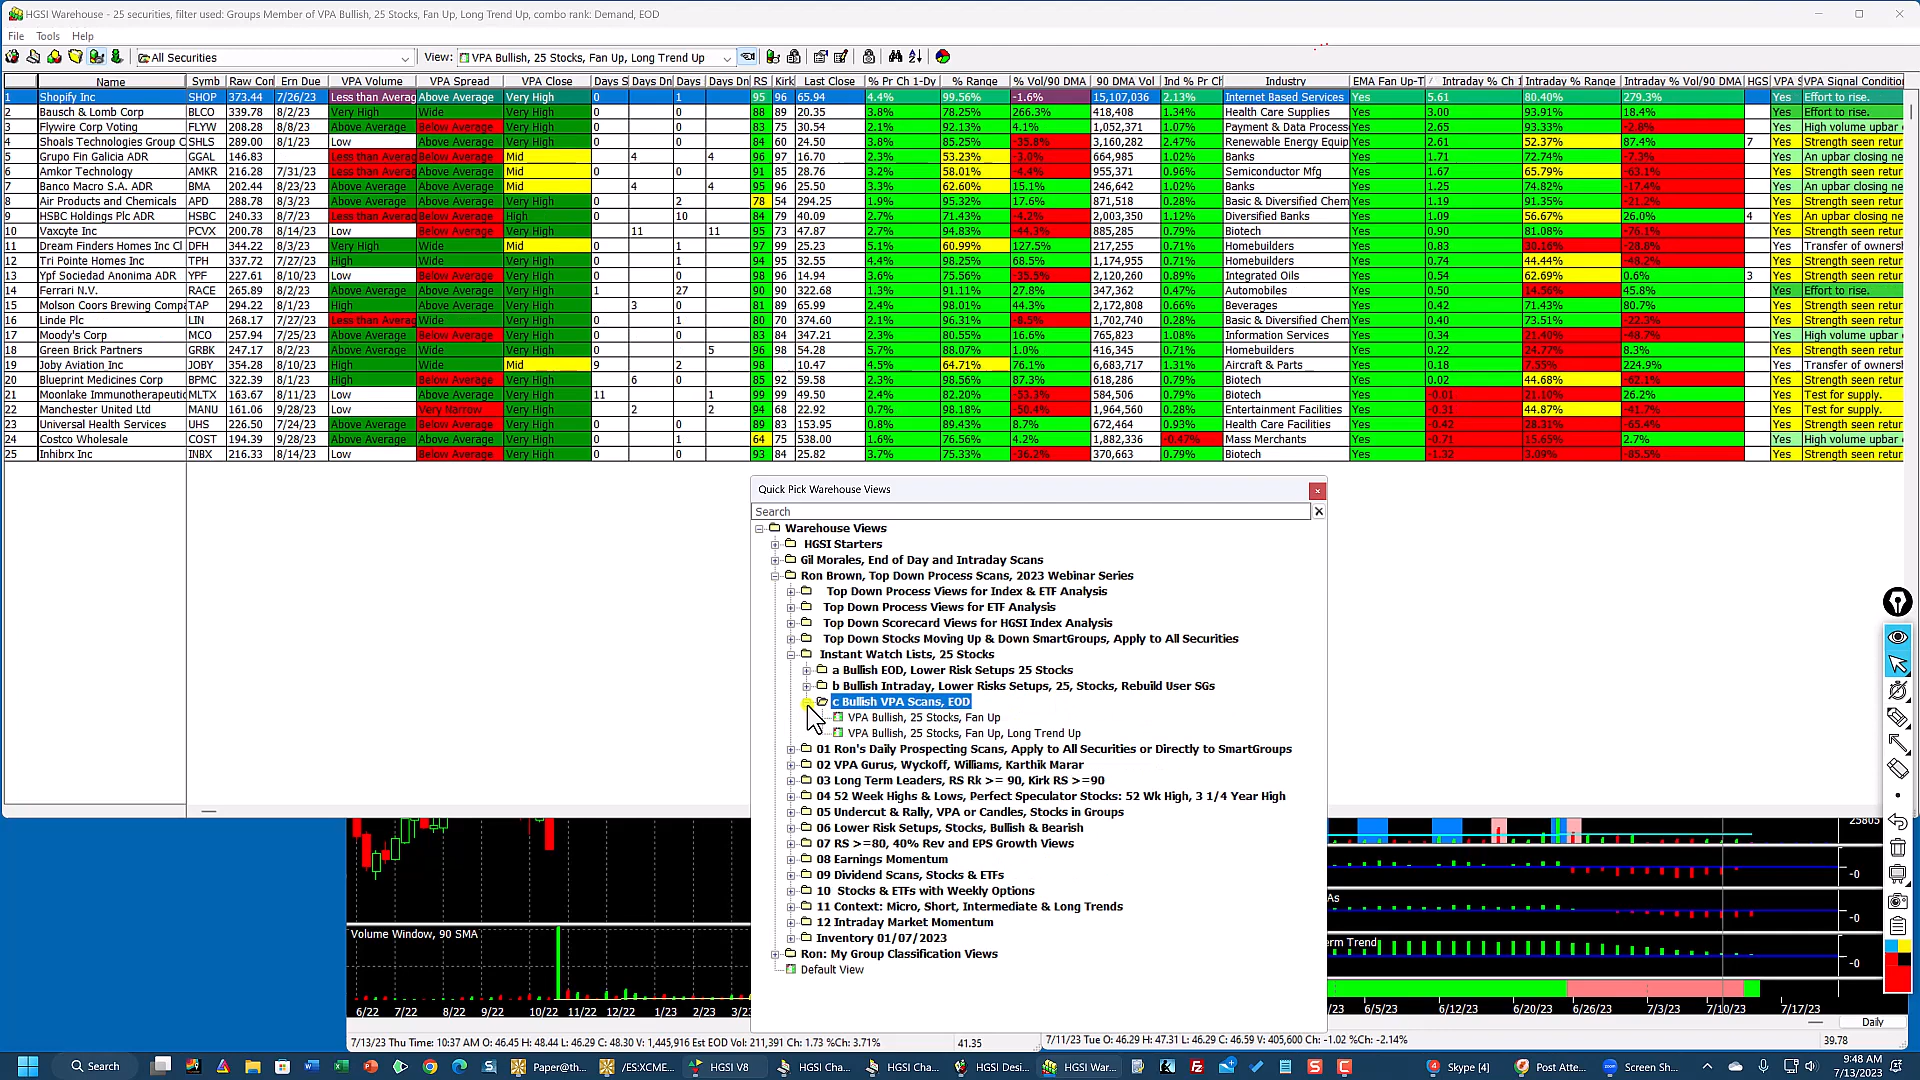 HGSI Warehouse - 25 securities, filter used: Groups Member of VPA Bullish, 25 Stocks, Fan Up, Long Trend Up, combo rank: Demand, EOD
File Tools Help
All Securities View: VPA Bullish, 25 Stocks, Fan Up, Long Trend Up
Name Symb Raw Con Ern Due VPA Volume VPA Spread VPA Close Days S Days Dn Days Days Dn RS Kirk Last Close % Pr Ch 1-Dy % Range % Vol/90 DMA 90 DMA Vol Ind % Pr Ch Industry EMA Fan Up-T Intraday % Ch 1 Intraday % Range Intraday % Vol/90 DMA HGS VPA S VPA Signal Condition
1 Shopify Inc SHOP 373.44 7/26/23 Less than Averag Above Average Very High 0 1 95 96 65.94 4.4% 99.56% -1.6% 15,107,036 2.13% Internet Based Services Yes 5.61 80.40% 279.3% Yes Effort to rise.
2 Bausch & Lomb Corp BLCO 339.78 8/2/23 Very High Wide Very High 0 0 88 89 20.35 3.8% 78.25% 266.3% 418,408 1.34% Health Care Supplies Yes 3.00 93.91% 18.4% Yes Effort to rise.
3 Flywire Corp Voting FLYW 208.28 8/8/23 Above Average Below Average Very High 0 0 83 75 30.54 2.1% 92.13% 4.1% 1,052,371 1.07% Payment & Data Process Yes 2.65 93.33% -2.8% Yes High volume upbar
4 Shoals Technologies Group C SHLS 289.00 8/1/23 Low Above Average Very High 0 0 84 60 24.50 3.8% 85.25% -35.8% 3,160,282 2.47% Renewable Energy Equip Yes 2.61 52.37% 87.4% 7 Yes Strength seen retur
5 Grupo Fin Galicia ADR GGAL 146.83 Less than Averag Below Average Mid 4 4 96 97 16.70 2.3% 53.23% -3.0% 664,985 1.02% Banks Yes 1.71 72.74% -7.3% Yes An upbar closing ne
6 Amkor Technology AMKR 216.28 7/31/23 Less than Averag Above Average Mid 0 0 91 85 28.76 3.2% 58.01% -4.4% 955,371 0.96% Semiconductor Mfg Yes 1.67 65.79% -63.1% Yes Strength seen retur
7 Banco Macro S.A. ADR BMA 202.44 8/23/23 Above Average Above Average Mid 4 4 95 96 25.50 3.3% 62.60% 15.1% 246,642 1.02% Banks Yes 1.25 74.82% -17.4% Yes An upbar closing ne
8 Air Products and Chemicals APD 288.78 8/3/23 Above Average Above Average Very High 0 2 78 54 294.25 1.9% 95.32% 17.6% 871,518 0.28% Basic & Diversified Chem Yes 1.19 91.35% -21.2% Yes Strength seen retur
9 HSBC Holdings Plc ADR HSBC 240.33 8/7/23 Less than Averag Below Average High 0 10 84 79 40.09 2.7% 71.43% -4.2% 2,003,350 1.12% Diversified Banks Yes 1.09 56.67% 26.0% 4 Yes An upbar closing ne
10 Vaxcyte Inc PCVX 200.78 8/14/23 Low Below Average Very High 11 11 95 73 47.87 2.7% 94.83% -44.3% 885,285 0.79% Biotech Yes 0.90 81.08% -76.1% Yes Strength seen retur
11 Dream Finders Homes Inc Cl DFH 344.22 8/3/23 Very High Wide Mid 0 1 97 99 25.23 5.1% 60.99% 127.5% 217,255 0.71% Homebuilders Yes 0.83 30.16% -28.8% Yes Transfer of ownersh
12 Tri Pointe Homes Inc TPH 337.72 7/27/23 High Wide Very High 0 1 94 95 32.55 4.4% 98.25% 68.5% 1,174,955 0.71% Homebuilders Yes 0.74 44.44% -48.2% Yes Strength seen retur
13 Ypf Sociedad Anonima ADR YPF 227.61 8/10/23 Low Below Average Very High 0 0 98 96 14.94 3.6% 75.56% -35.5% 2,120,260 0.89% Integrated Oils Yes 0.54 62.69% 0.6% 3 Yes Strength seen retur
14 Ferrari N.V. RACE 265.89 8/2/23 Above Average Above Average Very High 1 27 90 90 322.68 1.3% 91.11% 27.8% 347,362 0.47% Automobiles Yes 0.50 14.56% 45.8% Yes Effort to rise.
15 Molson Coors Brewing Compa TAP 294.22 8/1/23 High Above Average Very High 3 0 81 89 65.99 2.4% 98.01% 44.3% 2,172,808 0.66% Beverages Yes 0.42 71.43% 80.7% Yes Strength seen retur
16 Linde Plc LIN 268.17 7/27/23 Less than Averag Wide Very High 0 1 80 70 374.60 2.1% 96.31% -8.5% 1,702,740 0.28% Basic & Diversified Chem Yes 0.40 73.51% -22.3% Yes Strength seen retur
17 Moody's Corp MCO 257.94 7/25/23 Above Average Below Average Very High 0 0 83 84 347.21 2.3% 80.55% 16.6% 765,823 1.08% Information Services Yes 0.35 21.40% -48.7% Yes High volume upbar
18 Green Brick Partners GRBK 247.17 8/2/23 Above Average Wide Very High 5 96 98 54.28 5.7% 88.07% 1.0% 416,345 0.71% Homebuilders Yes 0.22 24.77% 8.3% Yes Strength seen retur
19 Joby Aviation Inc JOBY 354.28 8/10/23 High Wide Mid 9 2 98 10.47 4.5% 64.71% 76.1% 6,683,717 1.31% Aircraft & Parts Yes 0.18 7.55% 224.9% Yes Transfer of ownersh
20 Blueprint Medicines Corp BPMC 322.39 8/1/23 High Below Average Very High 6 0 85 92 59.58 2.3% 98.56% 87.3% 618,286 0.79% Biotech Yes 0.02 44.68% -62.1% Yes Strength seen retur
21 Moonlake Immunotherapeutic MLTX 163.67 8/11/23 Low Above Average Very High 11 1 99 99 49.50 2.4% 82.20% -53.3% 584,506 0.79% Biotech Yes -0.01 21.10% 26.2% Yes Test for supply.
22 Manchester United Ltd MANU 161.06 9/28/23 Low Very Narrow Very High 2 2 94 68 22.92 0.7% 98.18% -50.4% 1,964,560 0.28% Entertainment Facilities Yes -0.31 44.87% -41.7% Yes Test for supply.
23 Universal Health Services UHS 226.50 7/24/23 Above Average Above Average Very High 0 0 89 83 153.95 0.8% 89.43% 8.7% 672,464 0.93% Health Care Facilities Yes -0.42 28.31% -65.4% Yes Strength seen retur
24 Costco Wholesale COST 194.39 9/28/23 Above Average Above Average Very High 0 1 64 75 538.00 1.6% 76.56% 4.2% 1,882,336 -0.47% Mass Merchants Yes -0.71 15.65% 2.7% Yes High volume upbar
25 Inhibrx Inc INBX 216.33 8/14/23 Low Below Average Very High 0 0 93 84 25.82 3.7% 75.33% -36.2% 370,663 0.79% Biotech Yes -1.32 3.09% -85.5% Yes Strength seen retur
Quick Pick Warehouse Views
Search
Warehouse Views
HGSI Starters
Gil Morales, End of Day and Intraday Scans
Ron Brown, Top Down Process Scans, 2023 Webinar Series
Top Down Process Views for Index & ETF Analysis
Top Down Process Views for ETF Analysis
Top Down Scorecard Views for HGSI Index Analysis
Top Down Stocks Moving Up & Down SmartGroups, Apply to All Securities
Instant Watch Lists, 25 Stocks
a Bullish EOD, Lower Risk Setups 25 Stocks
b Bullish Intraday, Lower Risks Setups, 25, Stocks, Rebuild User SGs
c Bullish VPA Scans, EOD
VPA Bullish, 25 Stocks, Fan Up
VPA Bullish, 25 Stocks, Fan Up, Long Trend Up
01 Ron's Daily Prospecting Scans, Apply to All Securities or Directly to SmartGroups
02 VPA Gurus, Wyckoff, Williams, Karthik Marar
03 Long Term Leaders, RS Rk >= 90, Kirk RS >=90
04 52 Week Highs & Lows, Perfect Speculator Stocks: 52 Wk High, 3 1/4 Year High
05 Undercut & Rally, VPA or Candles, Stocks in Groups
06 Lower Risk Setups, Stocks, Bullish & Bearish
07 RS >=80, 40% Rev and EPS Growth Views
08 Earnings Momentum
09 Dividend Scans, Stocks & ETFs
10 Stocks & ETFs with Weekly Options
11 Context: Micro, Short, Intermediate & Long Trends
12 Intraday Market Momentum
Inventory 01/07/2023
Ron: My Group Classification Views
Default View
25805
-0
As
-0
Volume Window, 90 SMA
rm Trend
-0
6/22 7/22 8/22 9/22 10/22 11/22 12/22 1/23 2/23 3/23
/23 6/5/23 6/12/23 6/20/23 6/26/23 7/3/23 7/10/23 7/17/23
Daily
7/13/23 Thu Time: 10:37 AM O: 46.45 H: 48.44 L: 46.29 C: 48.30 V: 1,445,916 Est EOD Vol: 211,391 Ch: 1.73 %Ch: 3.71% 41.35
7/11/23 Tue O: 46.29 H: 47.31 L: 46.29 C: 46.59 V: 405,600 Ch: -1.02 %Ch: -2.14% 39.78
Search Paper@th... /ES:XCME... HGSI V8 HGSI Cha... HGSI Cha... HGSI Desi... HGSI War... Skype [4] Post Atte... Screen Sh... 9:48 AM
7/13/2023